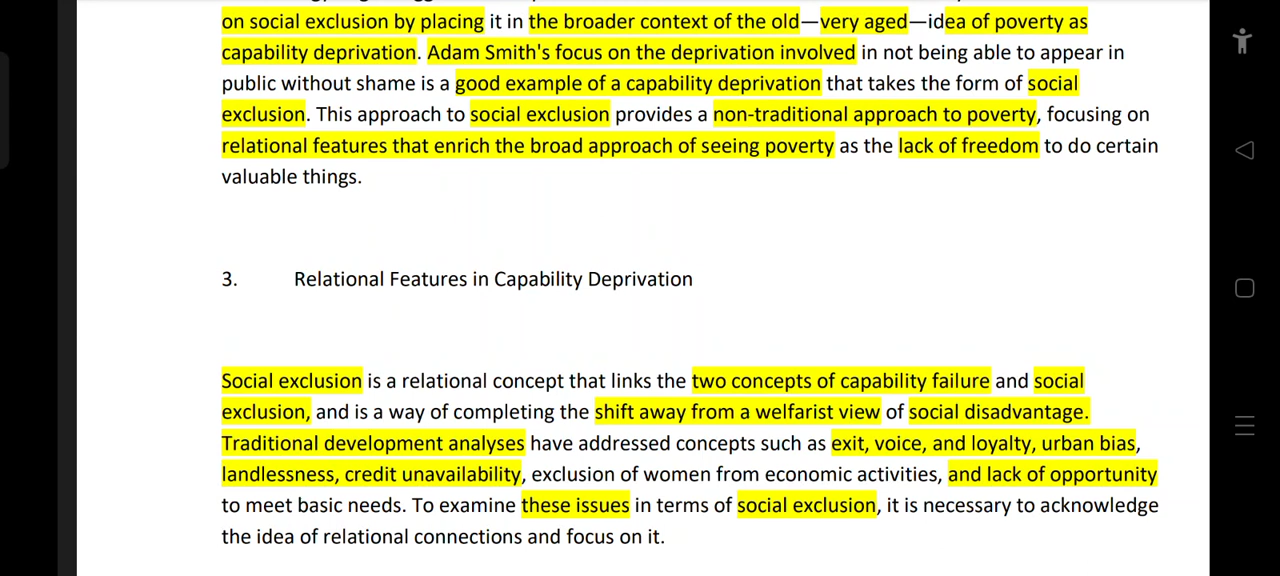 on social exclusion by placing it in the broader context of the old—very aged—idea of poverty as
capability deprivation. Adam Smith's focus on the deprivation involved in not being able to appear in
public without shame is a good example of a capability deprivation that takes the form of social
exclusion. This approach to social exclusion provides a non-traditional approach to poverty, focusing on
relational features that enrich the broad approach of seeing poverty as the lack of freedom to do certain
valuable things.
3. Relational Features in Capability Deprivation
Social exclusion is a relational concept that links the two concepts of capability failure and social
exclusion, and is a way of completing the shift away from a welfarist view of social disadvantage.
Traditional development analyses have addressed concepts such as exit, voice, and loyalty, urban bias,
landlessness, credit unavailability, exclusion of women from economic activities, and lack of opportunity
to meet basic needs. To examine these issues in terms of social exclusion, it is necessary to acknowledge
the idea of relational connections and focus on it.